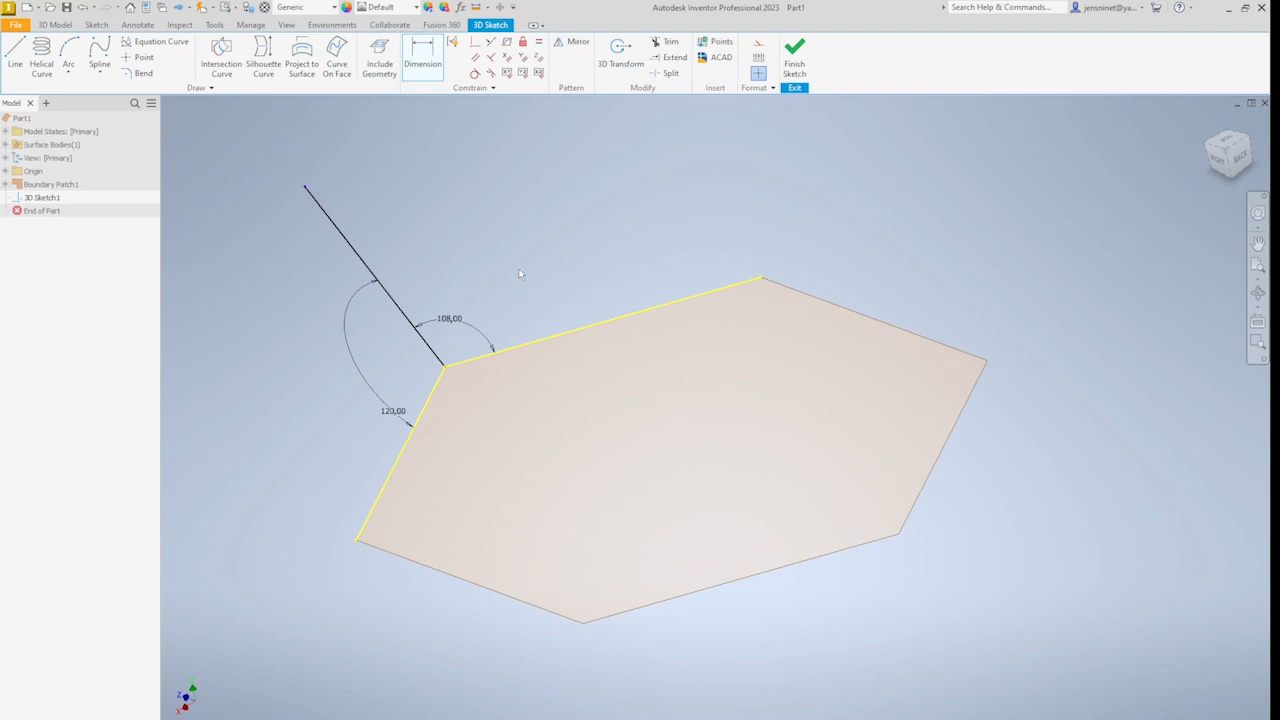 Generic
Default
Autodesk Inventor Professional 2023 Part1
Search Help & Commands...
jensninet@ya...
File
3D Model
Sketch
Annotate
Inspect
Tools
Manage
View
Environments
Collaborate
Fusion 360
3D Sketch
Line
Helical Curve
Arc
Spline
Equation Curve
Point
Bend
Intersection Curve
Silhouette Curve
Project to Surface
Curve On Face
Include Geometry
Dimension
Mirror
3D Transform
Trim
Extend
Split
Points
ACAD
Finish Sketch
Draw
Constrain
Pattern
Modify
Insert
Format
Exit
Model
Part1
Model States: [Primary]
Surface Bodies(1)
View: [Primary]
Origin
Boundary Patch1
3D Sketch1
End of Part
108,00
120,00
RIGHT
BACK
Z
X